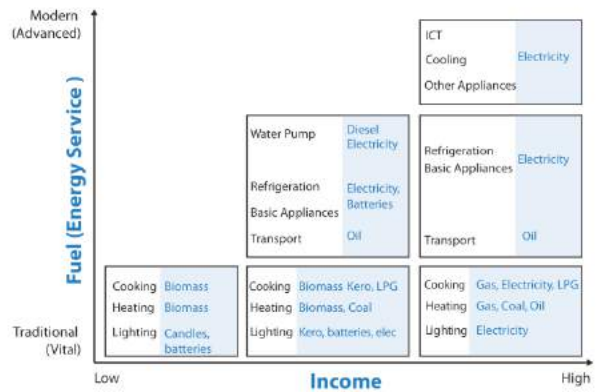 Modern
(Advanced)
Fuel (Energy Service )
Traditional
(Vital)
ICT
Cooling Electricity
Other Appliances
Water Pump Diesel
Electricity
Refrigeration Electricity,
Batteries
Basic Appliances
Transport Oil
Refrigeration
Basic Appliances Electricity
Transport Oil
Cooking Biomass
Heating Biomass
Lighting Candles,
batteries
Cooking Biomass Kero, LPG
Heating Biomass, Coal
Lighting Kero, batteries, elec
Cooking Gas, Electricity, LPG
Heating Gas, Coal, Oil
Lighting Electricity
Low Income High